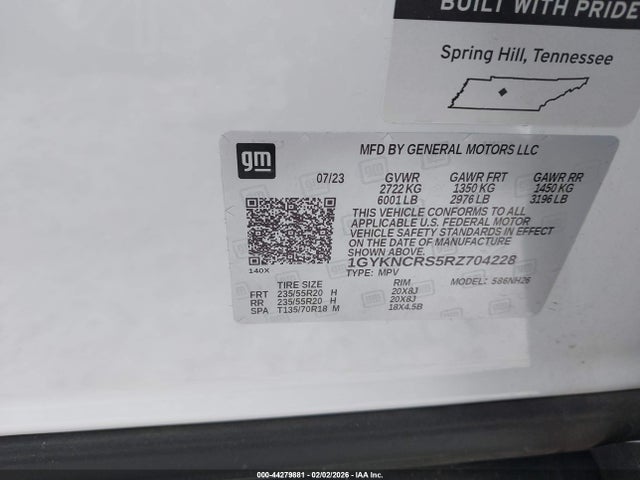 BUILT WITH PRIDE
Spring Hill, Tennessee
gm
MFD BY GENERAL MOTORS LLC
07/23 GVWR GAWR FRT GAWR RR
2722 KG 1350 KG 1450 KG
6001 LB 2976 LB 3196 LB
THIS VEHICLE CONFORMS TO ALL
APPLICABLE U.S. FEDERAL MOTOR
VEHICLE SAFETY STANDARDS IN
EFFECT ON THE DATE OF
MANUFACTURE SHOWN ABOVE.
1GYKNCRS5RZ704228
140X
TYPE: MPV MODEL: 586NH26
TIRE SIZE RIM
FRT 235/55R20 H 20X8J
RR 235/55R20 H 20X8J
SPA T135/70R18 M 18X4.5B
000-44279881 - 02/02/2026 - IAA Inc.